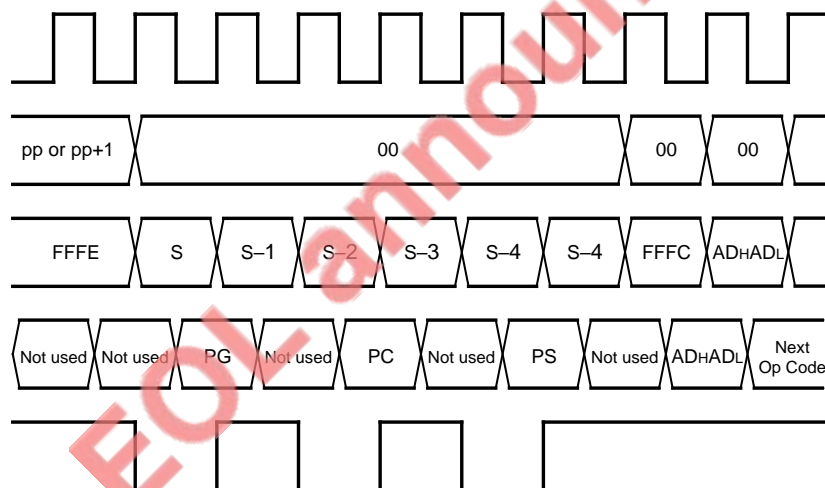 pp or pp+1 00 00 00
FFFE S S–1 S–2 S–3 S–4 S–4 FFFC ADHADL
Not used Not used PG Not used PC Not used PS Not used ADHADL Next Op Code
EOL announ